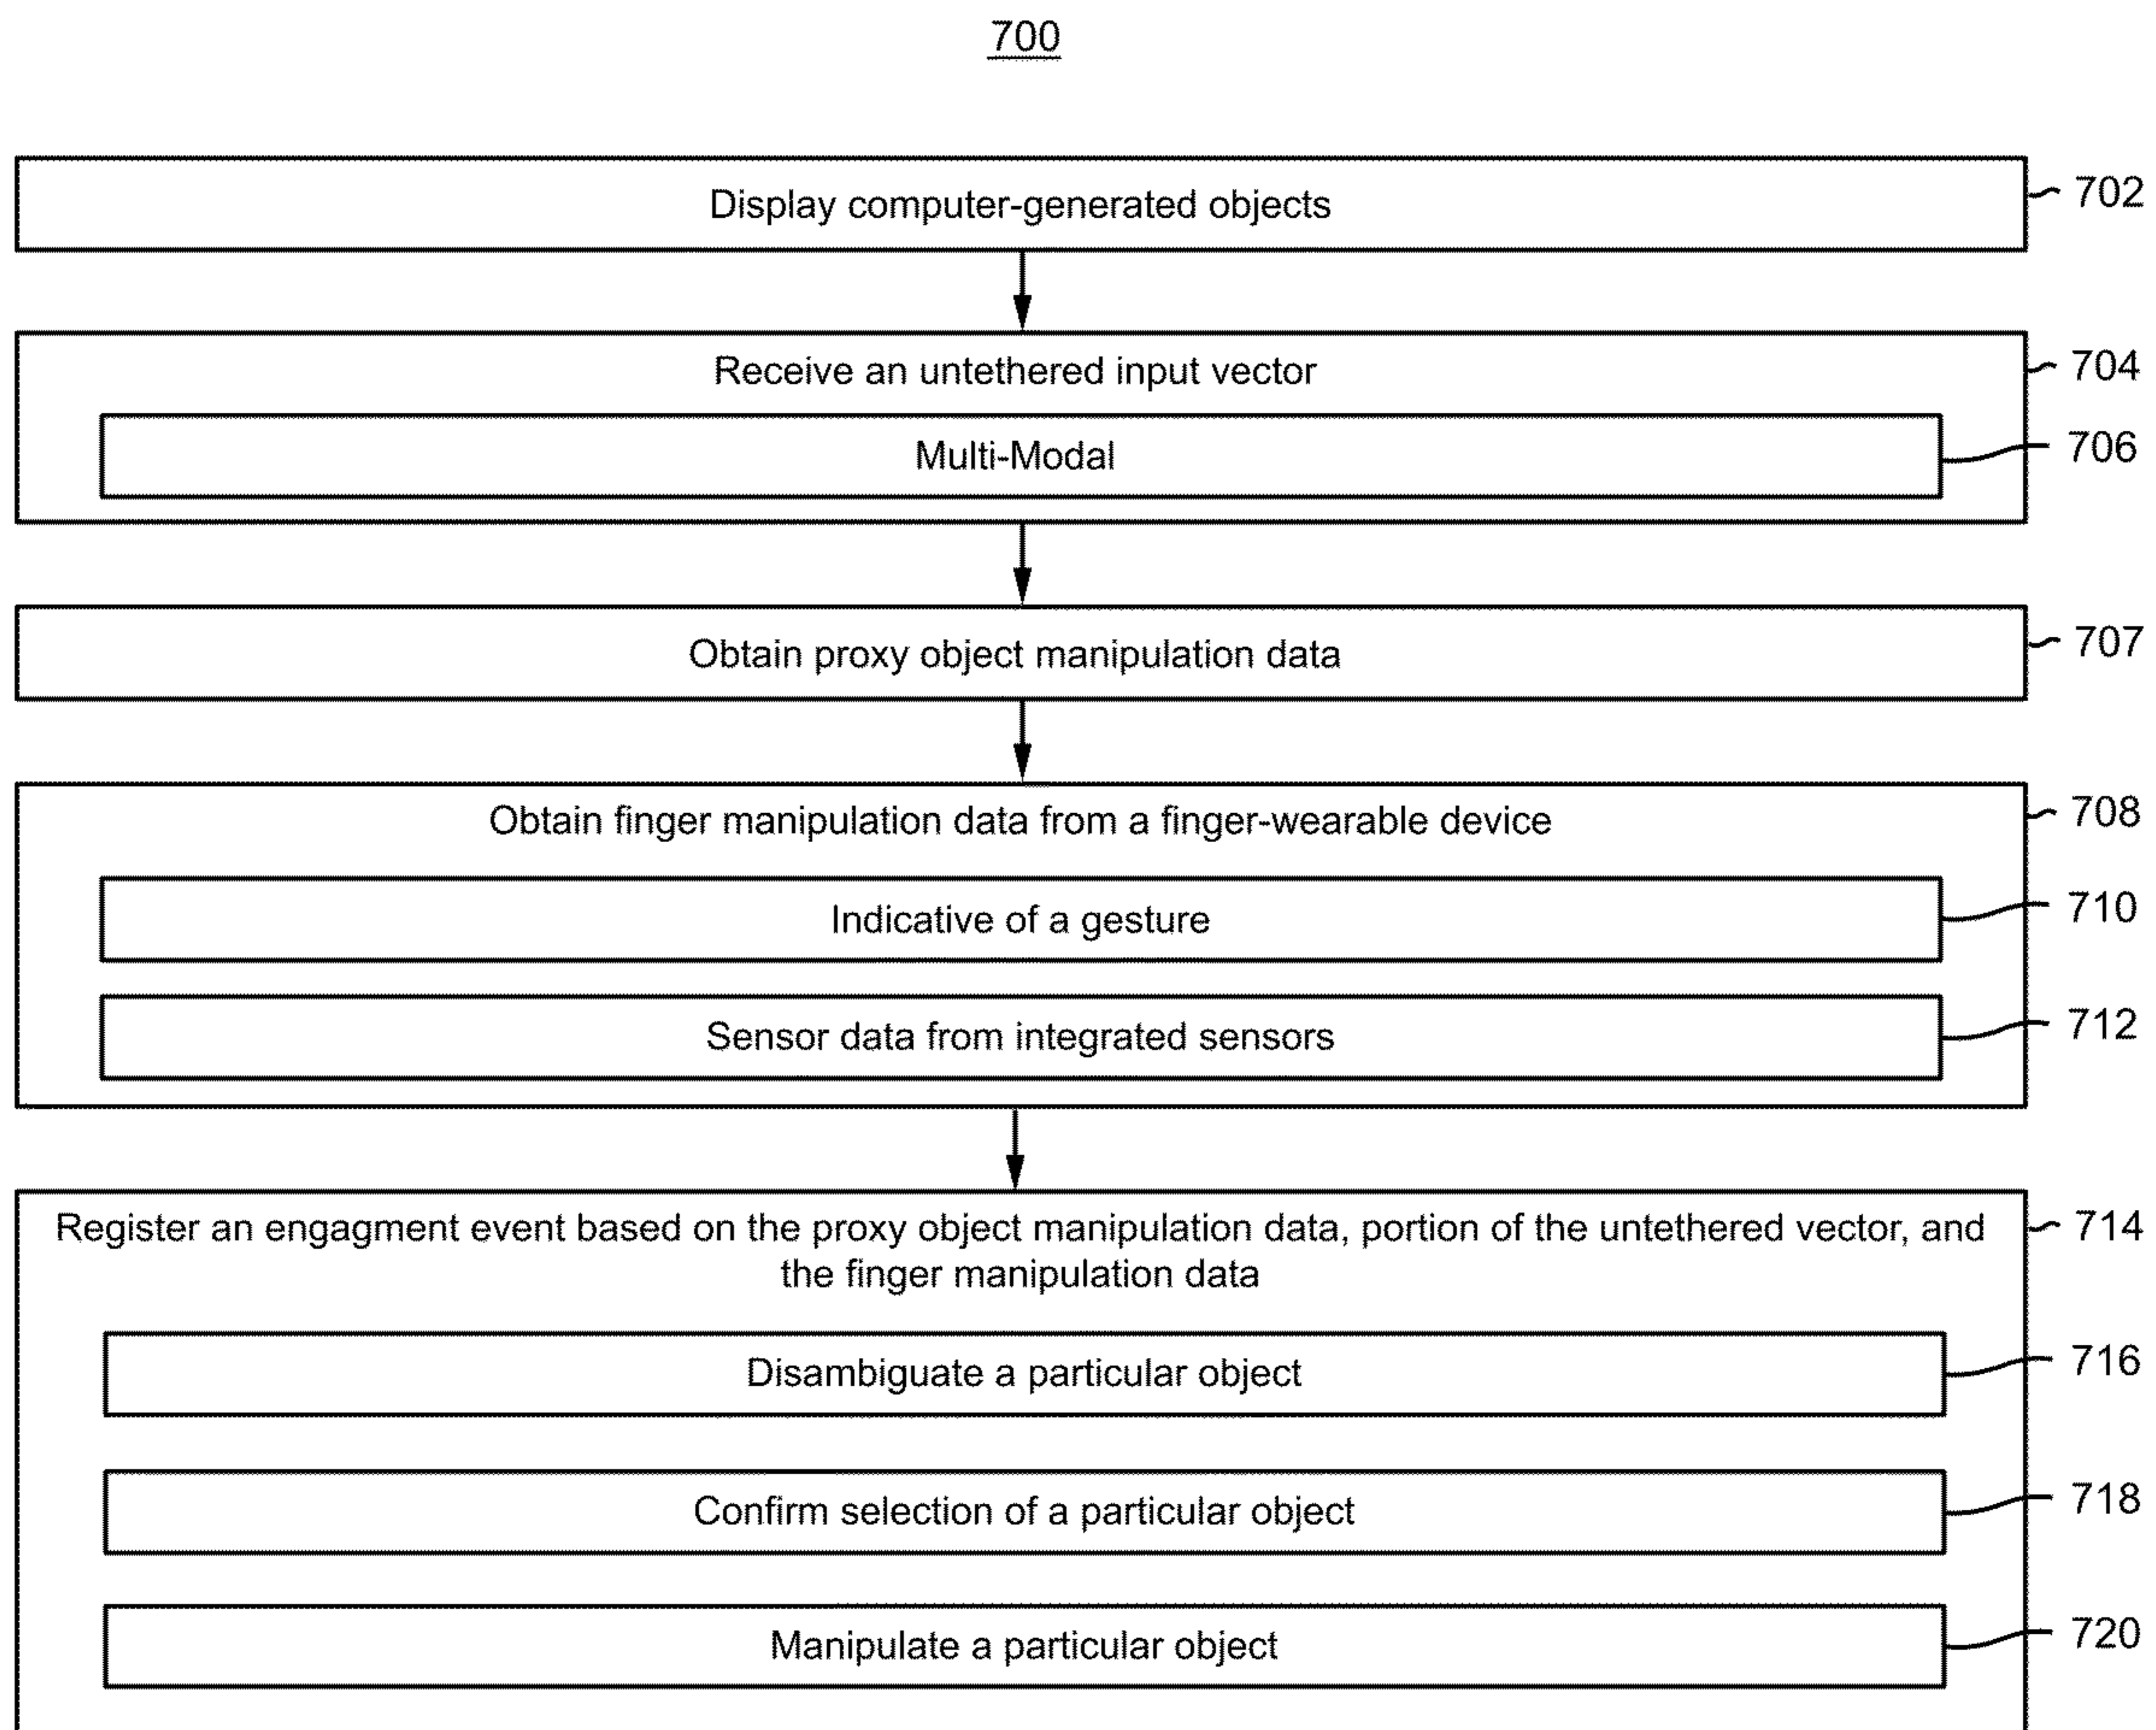 700
Display computer-generated objects
702
Receive an untethered input vector
704
Multi-Modal
706
Obtain proxy object manipulation data
707
Obtain finger manipulation data from a finger-wearable device
708
Indicative of a gesture
710
Sensor data from integrated sensors
712
Register an engagment event based on the proxy object manipulation data, portion of the untethered vector, and
the finger manipulation data
714
Disambiguate a particular object
716
Confirm selection of a particular object
718
Manipulate a particular object
720